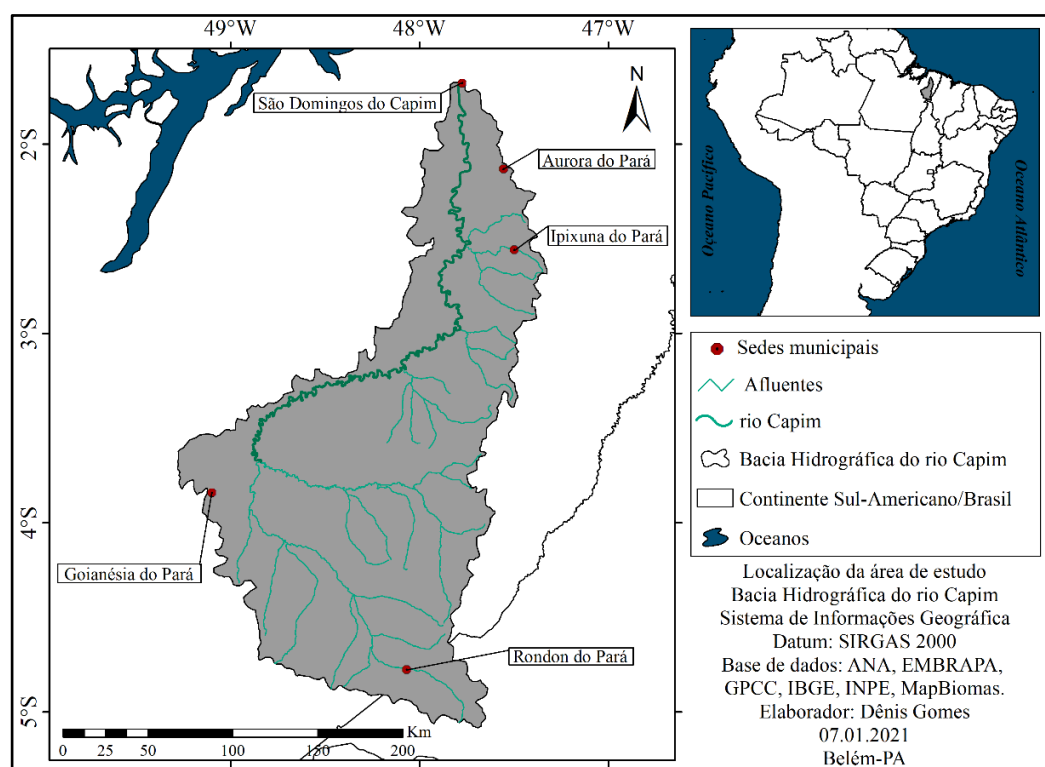 49°W
48°W
47°W
N
São Domingos do Capim
2°S
Aurora do Pará
Ipixuna do Pará
3°S
4°S
Goianésia do Pará
Rondon do Pará
5°S
Km
0 25 50 100 150 200
Oçeano Pacífico
Oceano Atlântico
Sedes municipais
Afluentes
rio Capim
Bacia Hidrográfica do rio Capim
Continente Sul-Americano/Brasil
Oceanos
Localização da área de estudo
Bacia Hidrográfica do rio Capim
Sistema de Informações Geográfica
Datum: SIRGAS 2000
Base de dados: ANA, EMBRAPA,
GPCC, IBGE, INPE, MapBiomas.
Elaborador: Dênis Gomes
07.01.2021
Belém-PA